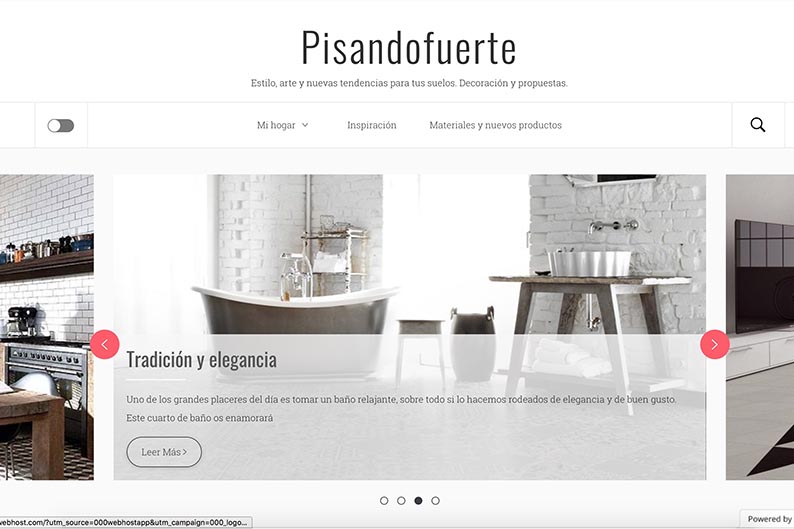 Pisandofuerte
Estilo, arte y nuevas tendencias para tus suelos. Decoración y propuestas.
Mi hogar
Inspiración
Materiales y nuevos productos
Tradición y elegancia
Uno de los grandes placeres del día es tomar un baño relajante, sobre todo si lo hacemos rodeados de elegancia y de buen gusto.
Este cuarto de baño os enamorará
Leer Más
webhost.com/?utm_source=000webhostapp&utm_campaign=000_logo...
Powered by